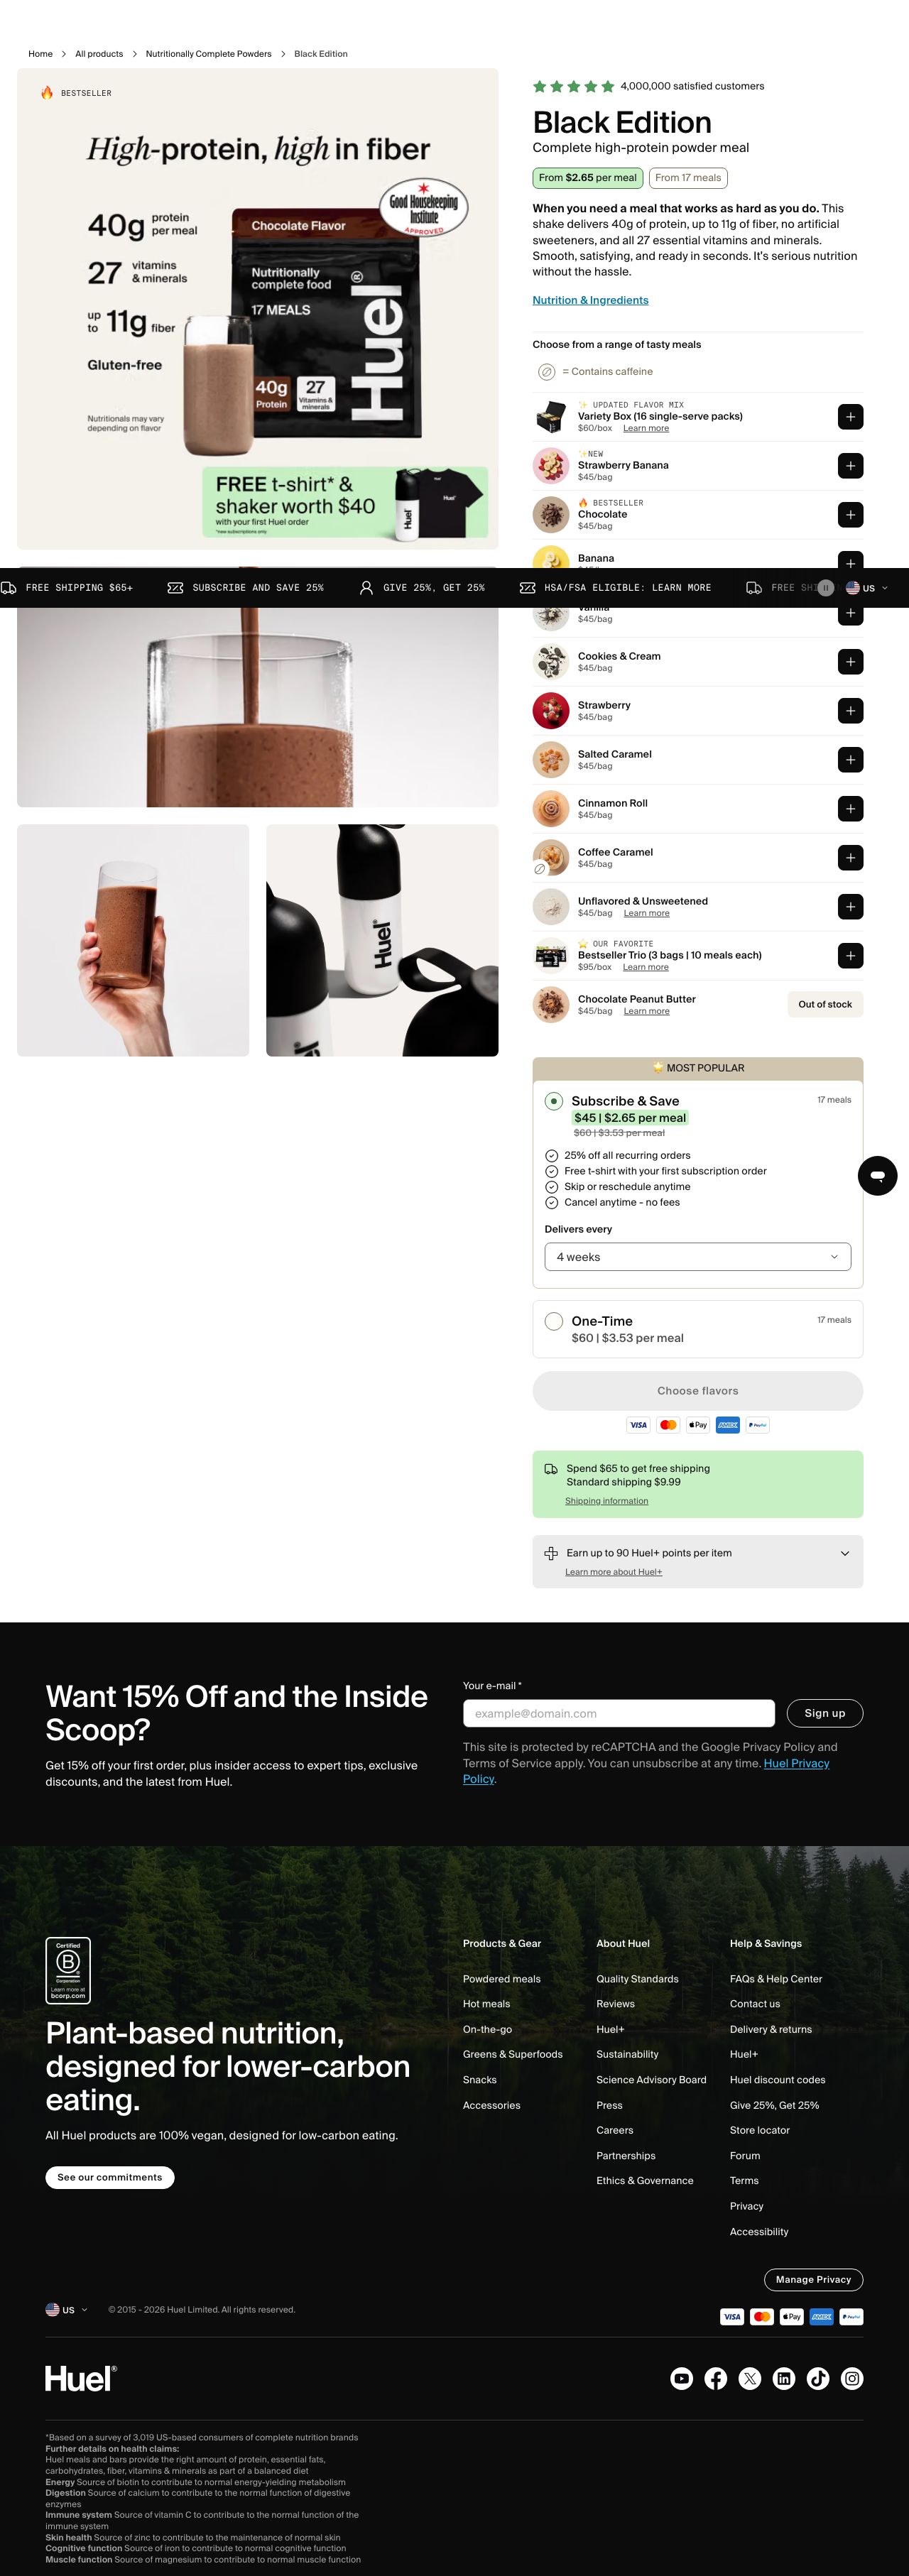 Home
All products
Nutritionally Complete Powders
Black Edition
🔥 BESTSELLER
High-protein, high in fiber
40g protein per meal
27 vitamins & minerals
up to 11g fiber
Gluten-free
Nutritionals may vary
depending on flavor
Good Housekeeping
Institute
APPROVED
Chocolate Flavor
Nutritionally
complete food
17 MEALS
Huel®
40g
Protein
27
Vitamins &
minerals
FREE t-shirt* &
shaker worth $40
with your first Huel order
*new subscriptions only
Huel
Huel
4,000,000 satisfied customers
Black Edition
Complete high-protein powder meal
From $2.65 per meal
From 17 meals
When you need a meal that works as hard as you do. This
shake delivers 40g of protein, up to 11g of fiber, no artificial
sweeteners, and all 27 essential vitamins and minerals.
Smooth, satisfying, and ready in seconds. It's serious nutrition
without the hassle.
Nutrition & Ingredients
Choose from a range of tasty meals
= Contains caffeine
✨ UPDATED FLAVOR MIX
Variety Box (16 single-serve packs)
$60/box Learn more
✨NEW
Strawberry Banana
$45/bag
🔥 BESTSELLER
Chocolate
$45/bag
Banana
FREE SHIPPING $65+
SUBSCRIBE AND SAVE 25%
GIVE 25%, GET 25%
HSA/FSA ELIGIBLE: LEARN MORE
FREE SHI
US
Vanilla
$45/bag
Cookies & Cream
$45/bag
Strawberry
$45/bag
Salted Caramel
$45/bag
Cinnamon Roll
$45/bag
Coffee Caramel
$45/bag
Unflavored & Unsweetened
$45/bag Learn more
⭐ OUR FAVORITE
Bestseller Trio (3 bags | 10 meals each)
$95/box Learn more
Chocolate Peanut Butter
$45/bag Learn more
Out of stock
Huel
🌟 MOST POPULAR
Subscribe & Save
17 meals
$45 | $2.65 per meal
$60 | $3.53 per meal
25% off all recurring orders
Free t-shirt with your first subscription order
Skip or reschedule anytime
Cancel anytime - no fees
Delivers every
4 weeks
One-Time
17 meals
$60 | $3.53 per meal
Choose flavors
VISA
Pay
AMEX
PayPal
Spend $65 to get free shipping
Standard shipping $9.99
Shipping information
Earn up to 90 Huel+ points per item
Learn more about Huel+
Want 15% Off and the Inside
Scoop?
Get 15% off your first order, plus insider access to expert tips, exclusive
discounts, and the latest from Huel.
Your e-mail *
example@domain.com
Sign up
This site is protected by reCAPTCHA and the Google Privacy Policy and
Terms of Service apply. You can unsubscribe at any time. Huel Privacy
Policy.
Certified
B
Corporation
Learn more at
bcorp.com
Plant-based nutrition,
designed for lower-carbon
eating.
All Huel products are 100% vegan, designed for low-carbon eating.
See our commitments
Products & Gear
Powdered meals
Hot meals
On-the-go
Greens & Superfoods
Snacks
Accessories
About Huel
Quality Standards
Reviews
Huel+
Sustainability
Science Advisory Board
Press
Careers
Partnerships
Ethics & Governance
Help & Savings
FAQs & Help Center
Contact us
Delivery & returns
Huel+
Huel discount codes
Give 25%, Get 25%
Store locator
Forum
Terms
Privacy
Accessibility
Manage Privacy
US
© 2015 - 2026 Huel Limited. All rights reserved.
VISA
Pay
AMEX
PayPal
Huel®
*Based on a survey of 3,019 US-based consumers of complete nutrition brands
Further details on health claims:
Huel meals and bars provide the right amount of protein, essential fats,
carbohydrates, fiber, vitamins & minerals as part of a balanced diet
Energy Source of biotin to contribute to normal energy-yielding metabolism
Digestion Source of calcium to contribute to the normal function of digestive
enzymes
Immune system Source of vitamin C to contribute to the normal function of the
immune system
Skin health Source of zinc to contribute to the maintenance of normal skin
Cognitive function Source of iron to contribute to normal cognitive function
Muscle function Source of magnesium to contribute to normal muscle function